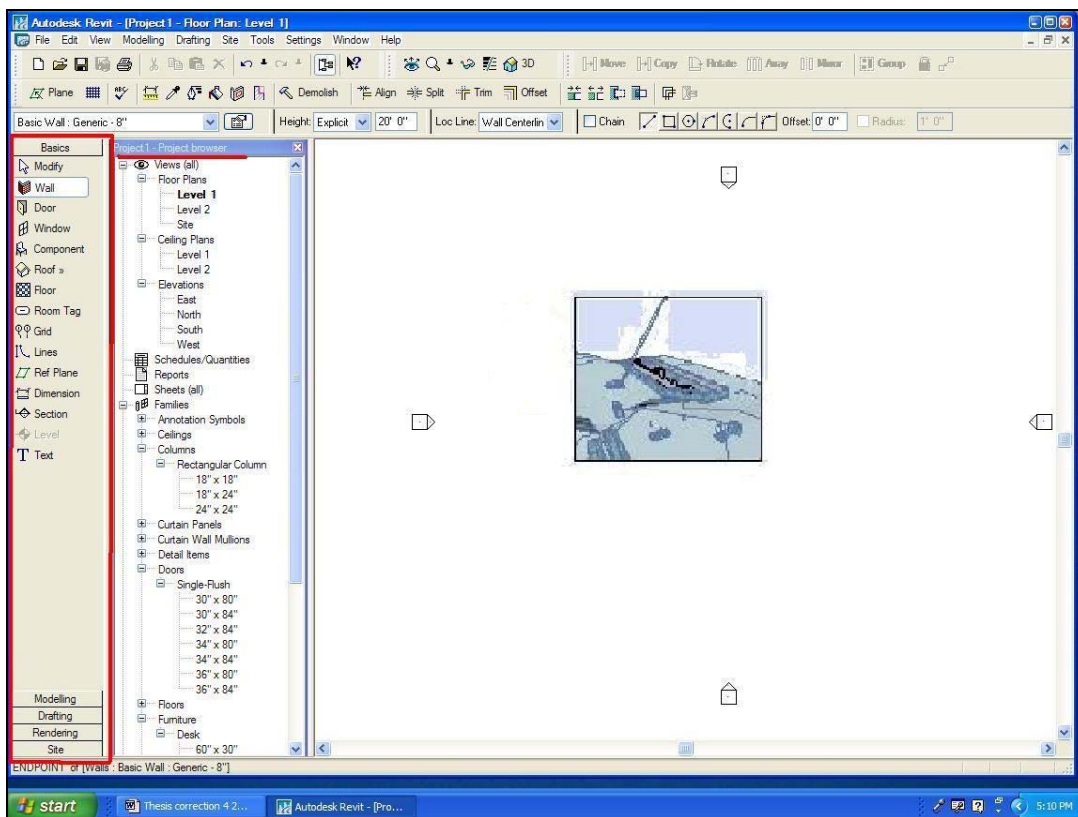 Autodesk Revit - [Project1 - Floor Plan: Level 1]
File Edit View Modelling Drafting Site Tools Settings Window Help
3D Move Copy Rotate Array Mirror Group
Plane Demolish Align Split Trim Offset
Basic Wall : Generic - 8" Height: Explicit 20' 0" Loc Line: Wall Centerlin Chain Offset: 0' 0" Radius: 1' 0"
Basics
Modify
Wall
Door
Window
Component
Roof »
Floor
Room Tag
Grid
Lines
Ref Plane
Dimension
Section
Level
Text
Modelling
Drafting
Rendering
Site
Project1 - Project browser
Views (all)
Floor Plans
Level 1
Level 2
Site
Ceiling Plans
Level 1
Level 2
Elevations
East
North
South
West
Schedules/Quantities
Reports
Sheets (all)
Families
Annotation Symbols
Ceilings
Columns
Rectangular Column
18" x 18"
18" x 24"
24" x 24"
Curtain Panels
Curtain Wall Mullions
Detail Items
Doors
Single-Flush
30" x 80"
30" x 84"
32" x 84"
34" x 80"
34" x 84"
36" x 80"
36" x 84"
Floors
Furniture
Desk
60" x 30"
ENDPOINT of [Walls : Basic Wall : Generic - 8"]
start Thesis correction 4 2... Autodesk Revit - [Pro... 5:10 PM